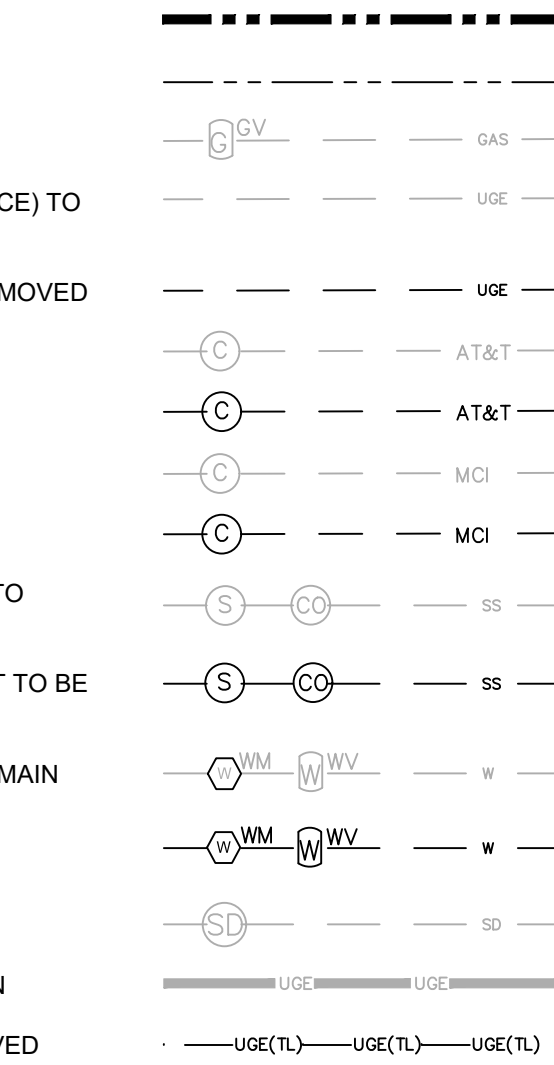 G GV GAS
CE) TO UGE
MOVED UGE
C AT&T
C AT&T
C MCI
C MCI
TO S CO SS
T TO BE S CO SS
MAIN W WM W WV W
W WM W WV W
SD SD
N UGE UGE
VED UGE(TL) UGE(TL) UGE(TL)